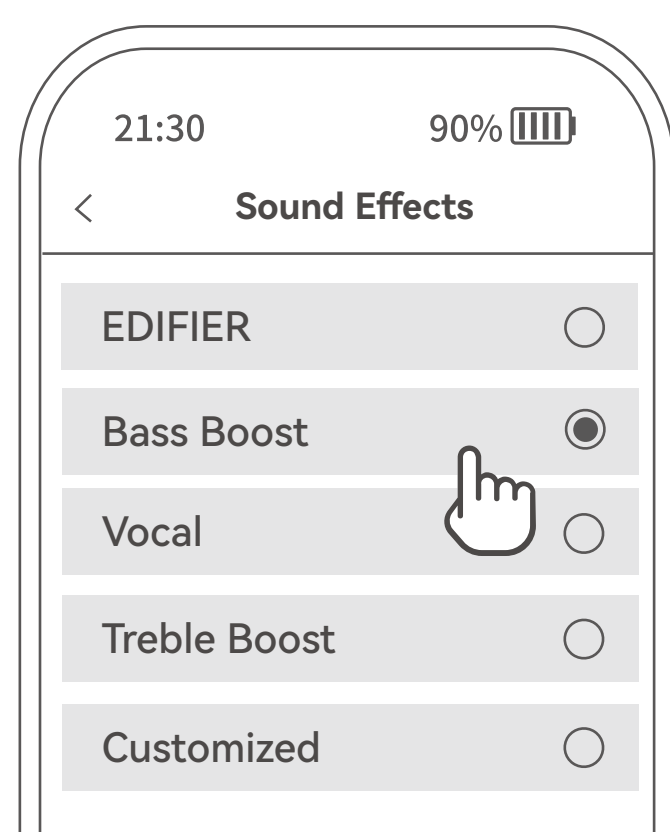 21:30 90%
Sound Effects
EDIFIER
Bass Boost
Vocal
Treble Boost
Customized